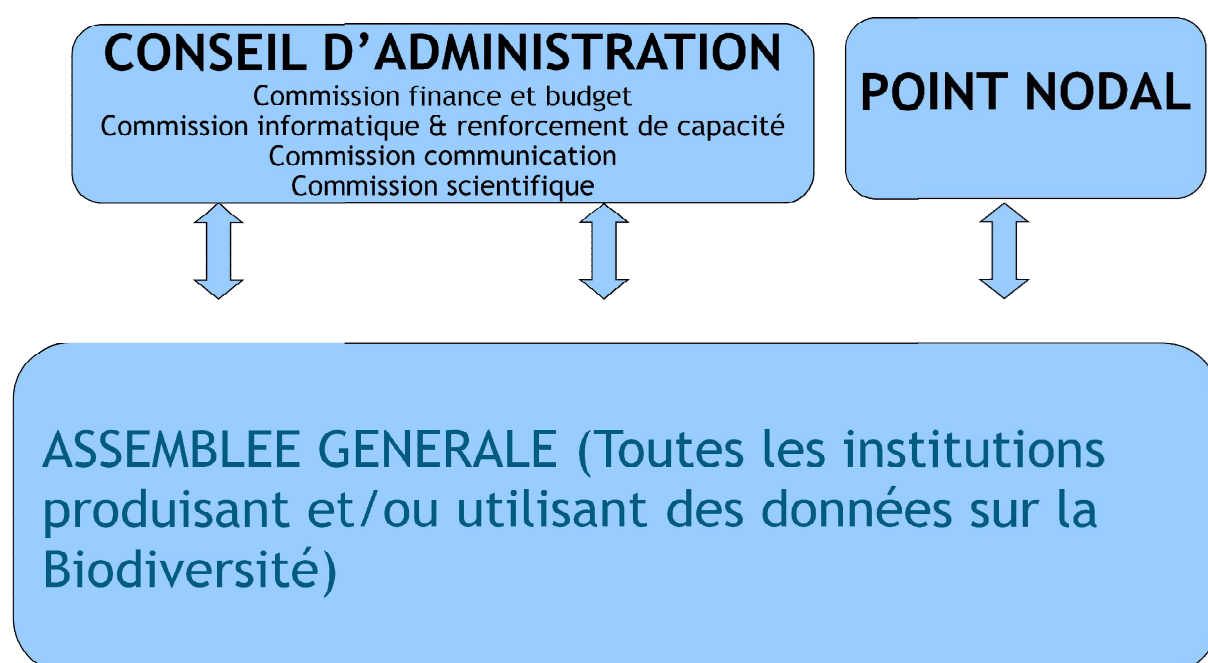 CONSEIL D’ADMINISTRATION
Commission finance et budget
Commission informatique & renforcement de capacité
Commission communication
Commission scientifique
POINT NODAL
ASSEMBLEE GENERALE (Toutes les institutions
produisant et/ou utilisant des données sur la
Biodiversité)